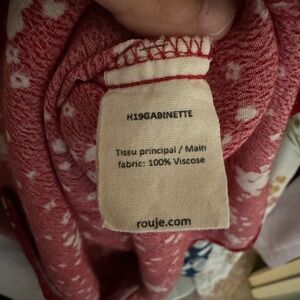 H19GABINETTE
Tissu principal / Main
fabric: 100% Viscose
rouje.com